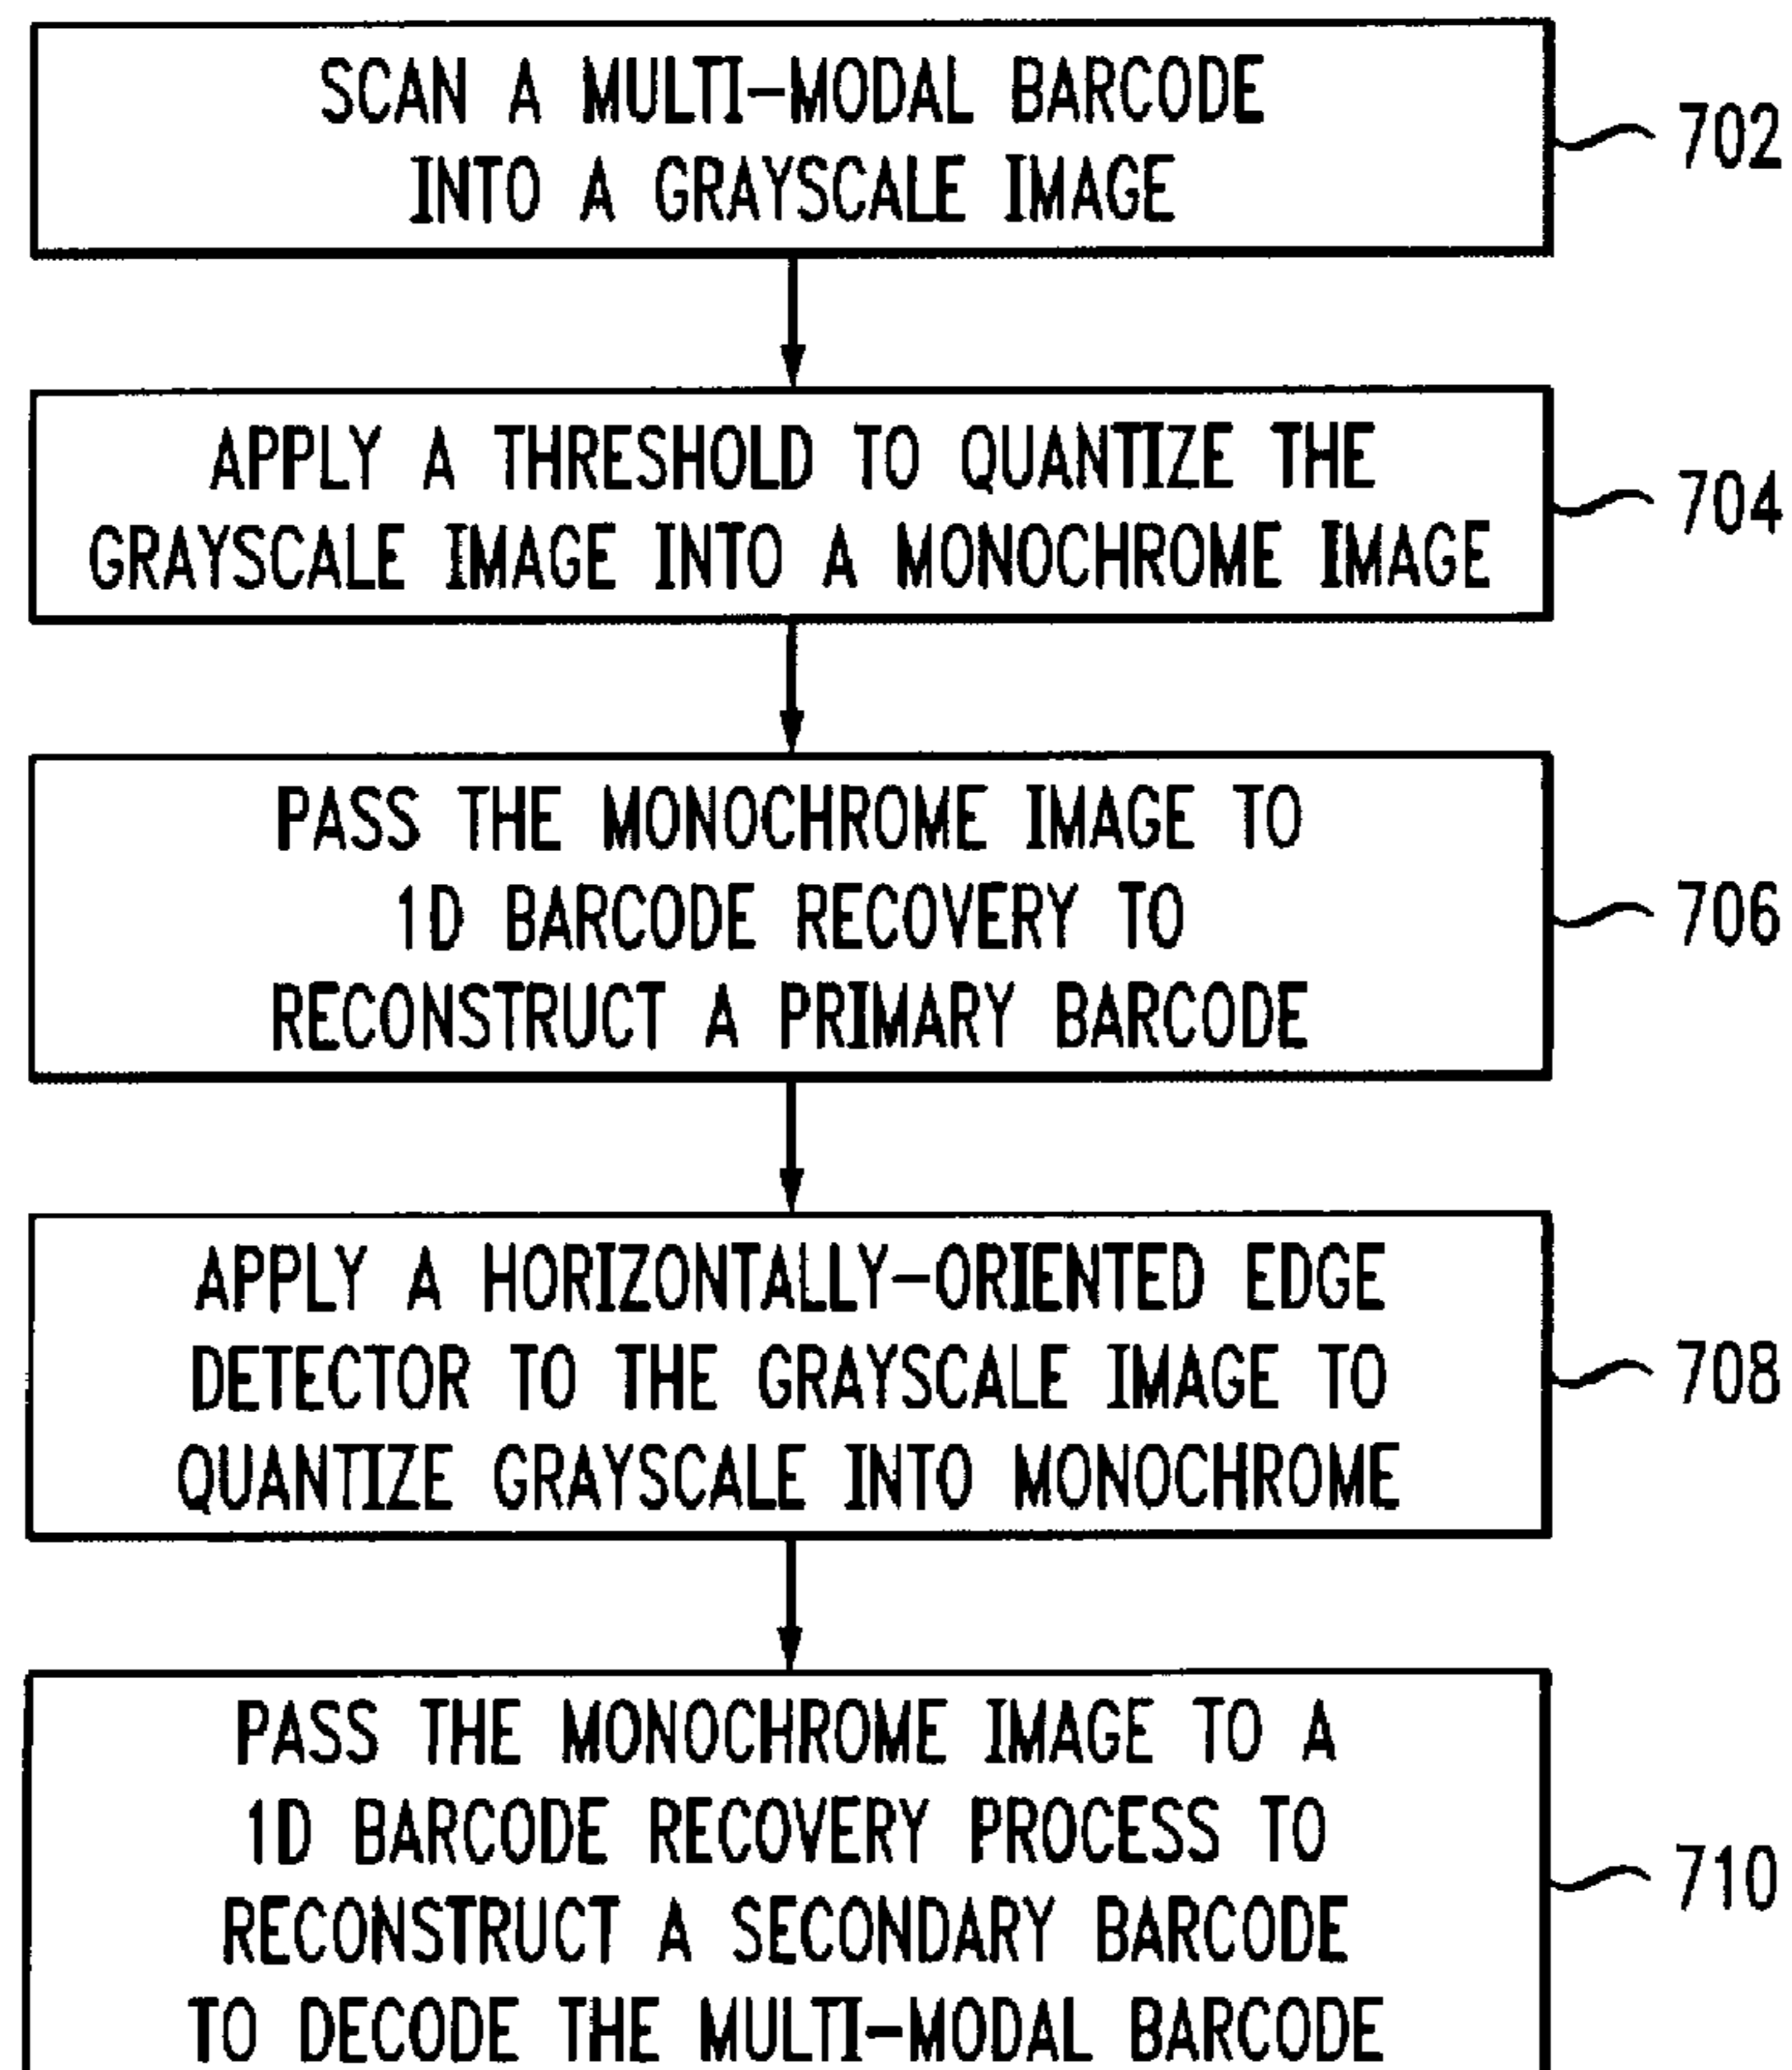 SCAN A MULTI-MODAL BARCODE
INTO A GRAYSCALE IMAGE
702
APPLY A THRESHOLD TO QUANTIZE THE
GRAYSCALE IMAGE INTO A MONOCHROME IMAGE
704
PASS THE MONOCHROME IMAGE TO
1D BARCODE RECOVERY TO
RECONSTRUCT A PRIMARY BARCODE
706
APPLY A HORIZONTALLY-ORIENTED EDGE
DETECTOR TO THE GRAYSCALE IMAGE TO
QUANTIZE GRAYSCALE INTO MONOCHROME
708
PASS THE MONOCHROME IMAGE TO A
1D BARCODE RECOVERY PROCESS TO
RECONSTRUCT A SECONDARY BARCODE
TO DECODE THE MULTI-MODAL BARCODE
710